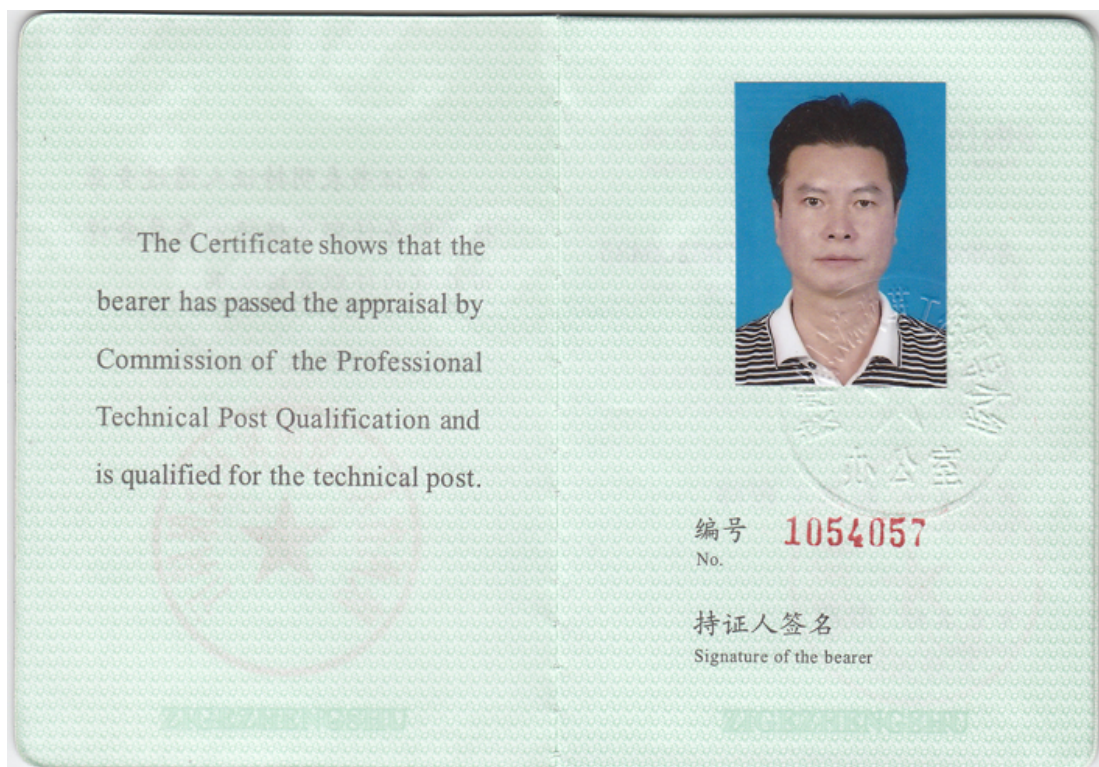 The Certificate shows that the
bearer has passed the appraisal by
Commission of the Professional
Technical Post Qualification and
is qualified for the technical post.
ZIGEZHENGSHU
室公办
编号 1054057
No.
持证人签名
Signature of the bearer
ZIGEZHENGSHU